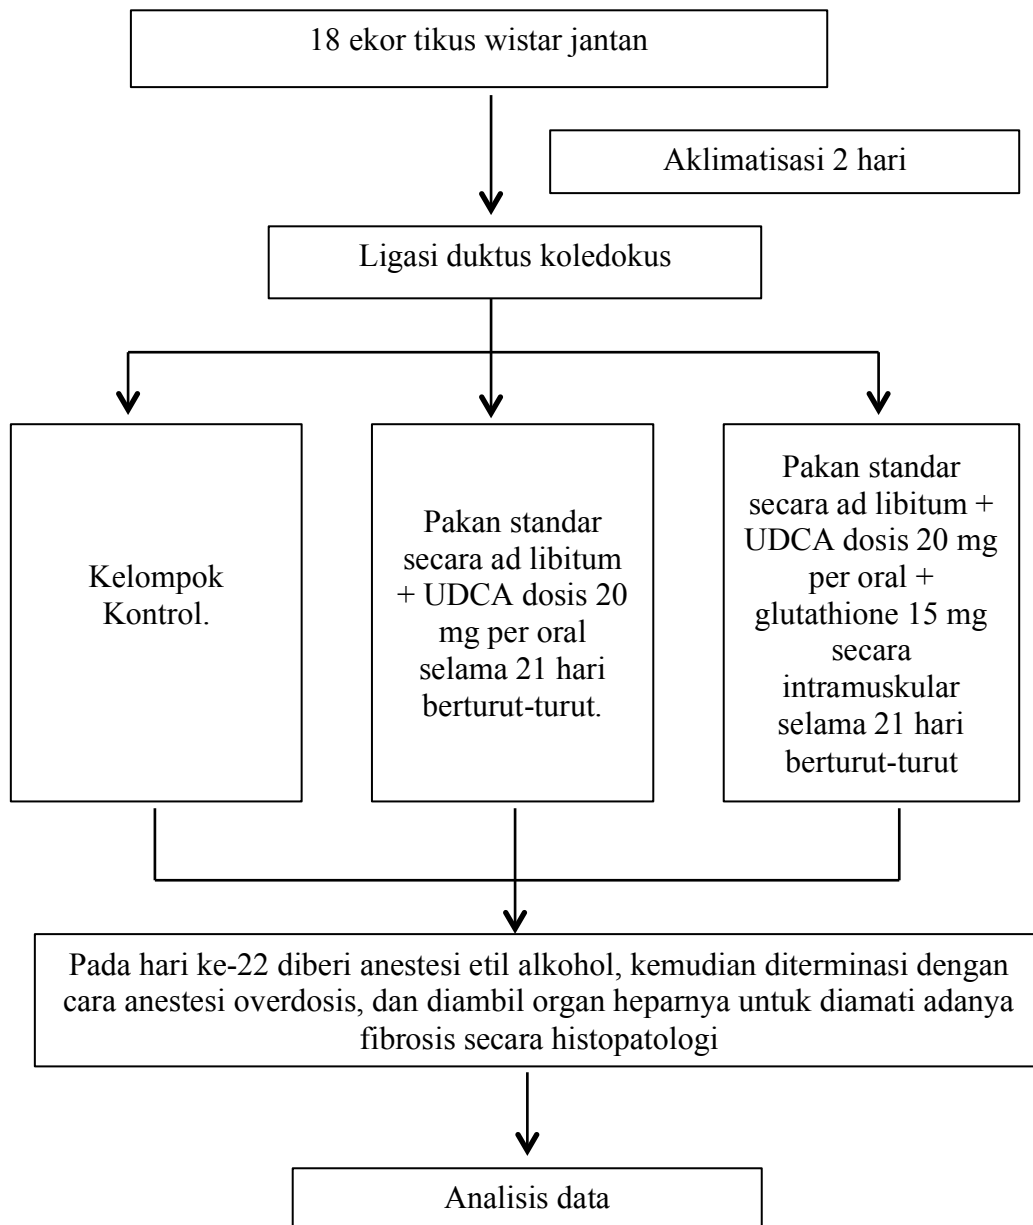 18 ekor tikus wistar jantan
Aklimatisasi 2 hari
Ligasi duktus koledokus
Kelompok
Kontrol.
Pakan standar
secara ad libitum
+ UDCA dosis 20
mg per oral
selama 21 hari
berturut-turut.
Pakan standar
secara ad libitum +
UDCA dosis 20 mg
per oral +
glutathione 15 mg
secara
intramuskular
selama 21 hari
berturut-turut
Pada hari ke-22 diberi anestesi etil alkohol, kemudian diterminasi dengan
cara anestesi overdosis, dan diambil organ heparnya untuk diamati adanya
fibrosis secara histopatologi
Analisis data